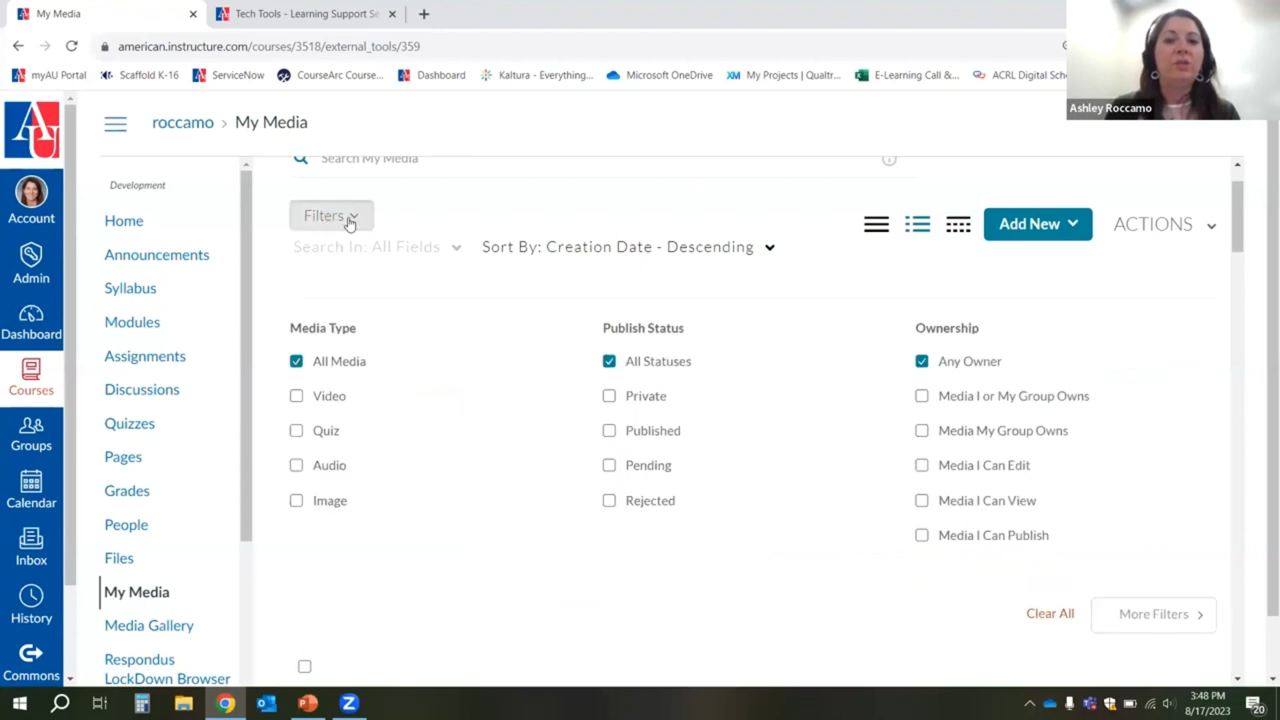 My Media
Tech Tools - Learning Support Se
american.instructure.com/courses/3518/external_tools/359
myAU Portal
Scaffold K-16
ServiceNow
CourseArc Course...
Dashboard
Kaltura - Everything...
Microsoft OneDrive
My Projects | Qualtr...
E-Learning Call &...
ACRL Digital Sch
Ashley Roccamo
AU
Account
Admin
Dashboard
Courses
Groups
Calendar
Inbox
History
Commons
roccamo > My Media
Development
Home
Announcements
Syllabus
Modules
Assignments
Discussions
Quizzes
Pages
Grades
People
Files
My Media
Media Gallery
Respondus
LockDown Browser
Search My Media
Filters
Search In: All Fields
Sort By: Creation Date - Descending
Add New
ACTIONS
Media Type
All Media
Video
Quiz
Audio
Image
Publish Status
All Statuses
Private
Published
Pending
Rejected
Ownership
Any Owner
Media I or My Group Owns
Media My Group Owns
Media I Can Edit
Media I Can View
Media I Can Publish
Clear All
More Filters
3:48 PM
8/17/2023
20